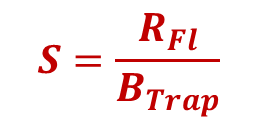 S = R_Fl / B_Trap